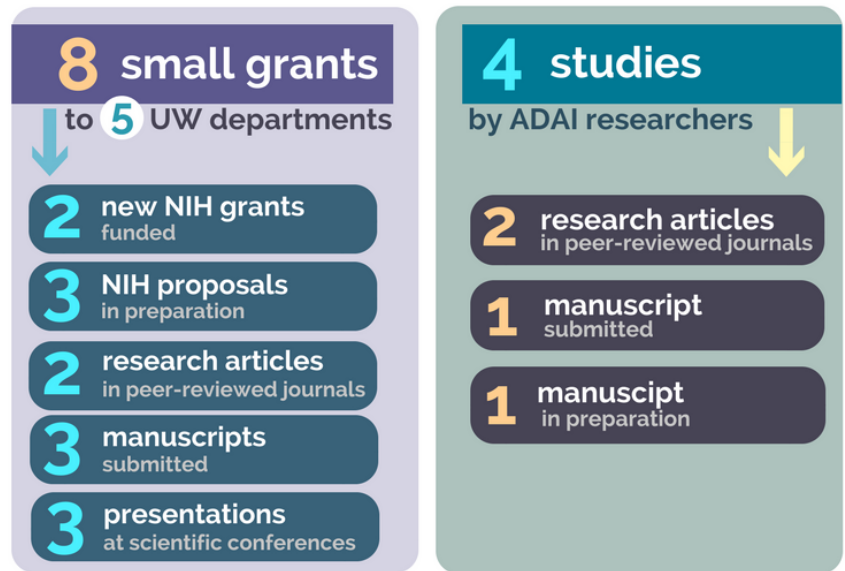 8 small grants
to 5 UW departments
2 new NIH grants
funded
3 NIH proposals
in preparation
2 research articles
in peer-reviewed journals
3 manuscripts
submitted
3 presentations
at scientific conferences
4 studies
by ADAI researchers
2 research articles
in peer-reviewed journals
1 manuscript
submitted
1 manuscipt
in preparation